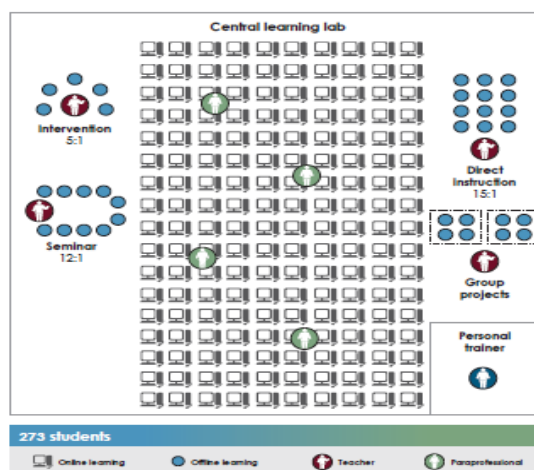 Central learning lab
Intervention
5:1
Seminar
12:1
Direct
Instruction
15:1
Group
projects
Personal
trainer
273 students
Online learning
Offline learning
Teacher
Paraprofessional